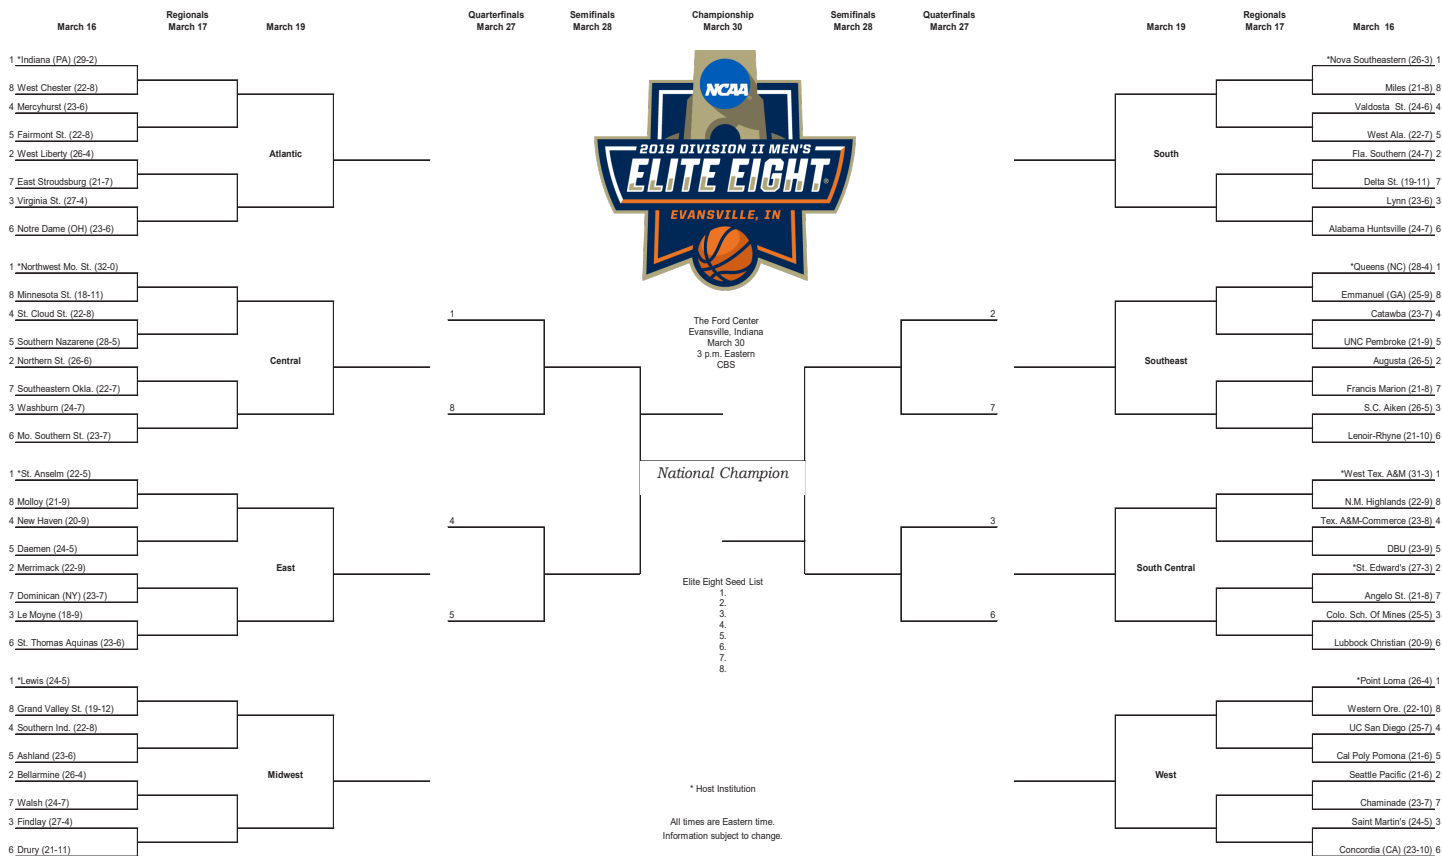 Regionals
March 16 March 17 March 19
Quarterfinals Semifinals Championship Semifinals Quaterfinals
March 27 March 28 March 30 March 28 March 27
Regionals
March 19 March 17 March 16
1 *Indiana (PA) (29-2)
8 West Chester (22-8)
4 Mercyhurst (23-6)
5 Fairmont St. (22-8)
Atlantic
2 West Liberty (26-4)
7 East Stroudsburg (21-7)
3 Virginia St. (27-4)
6 Notre Dame (OH) (23-6)
1 *Northwest Mo. St. (32-0)
8 Minnesota St. (18-11)
4 St. Cloud St. (22-8)
5 Southern Nazarene (28-5)
Central
2 Northern St. (26-6)
7 Southeastern Okla. (22-7)
3 Washburn (24-7)
6 Mo. Southern St. (23-7)
1 *St. Anselm (22-5)
8 Molloy (21-9)
4 New Haven (20-9)
5 Daemen (24-5)
East
2 Merrimack (22-9)
7 Dominican (NY) (23-7)
3 Le Moyne (18-9)
6 St. Thomas Aquinas (23-6)
1 *Lewis (24-5)
8 Grand Valley St. (19-12)
4 Southern Ind. (22-8)
5 Ashland (23-6)
Midwest
2 Bellarmine (26-4)
7 Walsh (24-7)
3 Findlay (27-4)
6 Drury (21-11)
NCAA
2019 DIVISION II MEN'S
ELITE EIGHT®
EVANSVILLE, IN
1
8
4
5
The Ford Center
Evansville, Indiana
March 30
3 p.m. Eastern
CBS
National Champion
Elite Eight Seed List
1.
2.
3.
4.
5.
6.
7.
8.
* Host Institution
All times are Eastern time.
Information subject to change.
2
7
3
6
*Nova Southeastern (26-3) 1
Miles (21-8) 8
Valdosta St. (24-6) 4
West Ala. (22-7) 5
South
Fla. Southern (24-7) 2
Delta St. (19-11) 7
Lynn (23-6) 3
Alabama Huntsville (24-7) 6
*Queens (NC) (28-4) 1
Emmanuel (GA) (25-9) 8
Catawba (23-7) 4
UNC Pembroke (21-9) 5
Southeast
Augusta (26-5) 2
Francis Marion (21-8) 7
S.C. Aiken (26-5) 3
Lenoir-Rhyne (21-10) 6
*West Tex. A&M (31-3) 1
N.M. Highlands (22-9) 8
Tex. A&M-Commerce (23-8) 4
DBU (23-9) 5
South Central
*St. Edward's (27-3) 2
Angelo St. (21-8) 7
Colo. Sch. Of Mines (25-5) 3
Lubbock Christian (20-9) 6
*Point Loma (26-4) 1
Western Ore. (22-10) 8
UC San Diego (25-7) 4
Cal Poly Pomona (21-6) 5
West
Seattle Pacific (21-6) 2
Chaminade (23-7) 7
Saint Martin's (24-5) 3
Concordia (CA) (23-10) 6